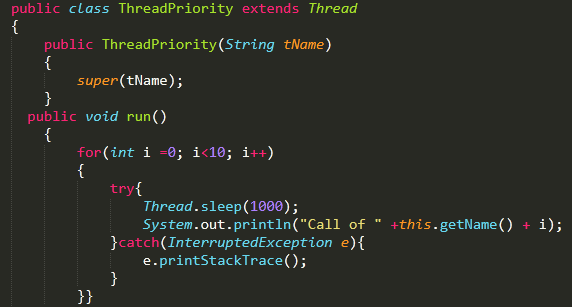 public class ThreadPriority extends Thread
{
    public ThreadPriority(String tName)
    {
        super(tName);
    }
  public void run()
    {
        for(int i =0; i<10; i++)
        {
            try{
                Thread.sleep(1000);
                System.out.println("Call of " +this.getName() + i);
            }catch(InterruptedException e){
                e.printStackTrace();
            }
        }}